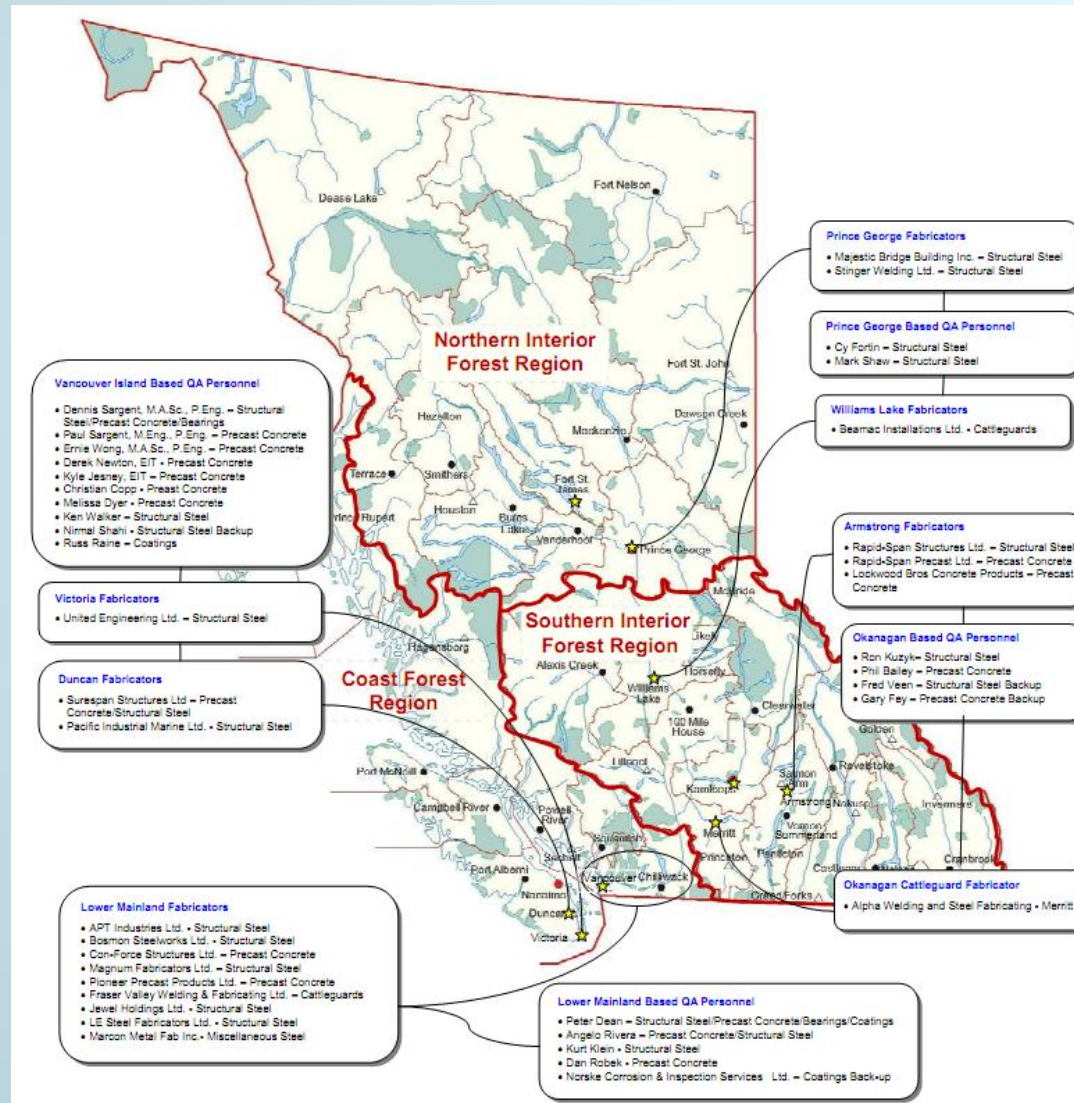 Dease Lake
Fort Nelson
Prince George Fabricators
• Majestic Bridge Building Inc. – Structural Steel
• Stinger Welding Ltd. – Structural Steel
Northern Interior
Forest Region
Fort St. John
Prince George Based QA Personnel
• Cy Fortin – Structural Steel
• Mark Shaw – Structural Steel
Vancouver Island Based QA Personnel
• Dennis Sargent, M.A.Sc., P.Eng. – Structural
Steel/Precast Concrete/Bearings
• Paul Sargent, M.Eng., P.Eng. – Precast Concrete
• Ernie Wong, M.A.Sc., P.Eng. – Precast Concrete
• Derek Newton, EIT - Precast Concrete
• Kyle Jesney, EIT – Precast Concrete
• Christian Copp - Preast Concrete
• Melissa Dyer - Precast Concrete
• Ken Walker – Structural Steel
• Nirmal Shahi - Structural Steel Backup
• Russ Raine – Coatings
Hazelton
Mackenzie
Dawson Creek
Williams Lake Fabricators
• Beamac Installations Ltd. - Cattleguards
Terrace
Smithers
Fort St.
James
Houston
Prince Rupert
Burns
Lake
Vanderhoof
Prince George
Armstrong Fabricators
• Rapid-Span Structures Ltd. – Structural Steel
• Rapid-Span Precast Ltd. – Precast Concrete
• Lockwood Bros Concrete Products – Precast
Concrete
McBride
Victoria Fabricators
• United Engineering Ltd. – Structural Steel
Southern Interior
Forest Region
Likely
Hagensborg
Alexis Creek
Horsefly
Williams
Lake
Okanagan Based QA Personnel
• Ron Kuzyk– Structural Steel
• Phil Bailey – Precast Concrete
• Fred Veen – Structural Steel Backup
• Gary Fey – Precast Concrete Backup
Duncan Fabricators
• Surespan Structures Ltd – Precast
Concrete/Structural Steel
• Pacific Industrial Marine Ltd. - Structural Steel
Coast Forest
Region
100 Mile
House
Clearwater
Golden
Port McNeill
Lillooet
Kamloops
Salmon
Arm
Revelstoke
Armstrong
Nakusp
Invermere
Campbell River
Powell
River
Merritt
Vernon
Summerland
Squamish
Sechelt
Princeton
Penticton
Castlegar
Cranbrook
Port Alberni
Vancouver
Chilliwack
Grand Forks
Nanaimo
Duncan
Victoria
Okanagan Cattleguard Fabricator
• Alpha Welding and Steel Fabricating - Merritt
Lower Mainland Fabricators
• APT Industries Ltd. - Structural Steel
• Bosmon Steelworks Ltd. - Structural Steel
• Con-Force Structures Ltd. – Precast Concrete
• Magnum Fabricators Ltd. – Structural Steel
• Pioneer Precast Products Ltd. – Precast Concrete
• Fraser Valley Welding & Fabricating Ltd. – Cattleguards
• Jewel Holdings Ltd. - Structural Steel
• LE Steel Fabricators Ltd. - Structural Steel
• Marcon Metal Fab Inc.- Miscellaneous Steel
Lower Mainland Based QA Personnel
• Peter Dean – Structural Steel/Precast Concrete/Bearings/Coatings
• Angelo Rivera – Precast Concrete/Structural Steel
• Kurt Klein - Structural Steel
• Dan Robek - Precast Concrete
• Norske Corrosion & Inspection Services Ltd. – Coatings Back-up